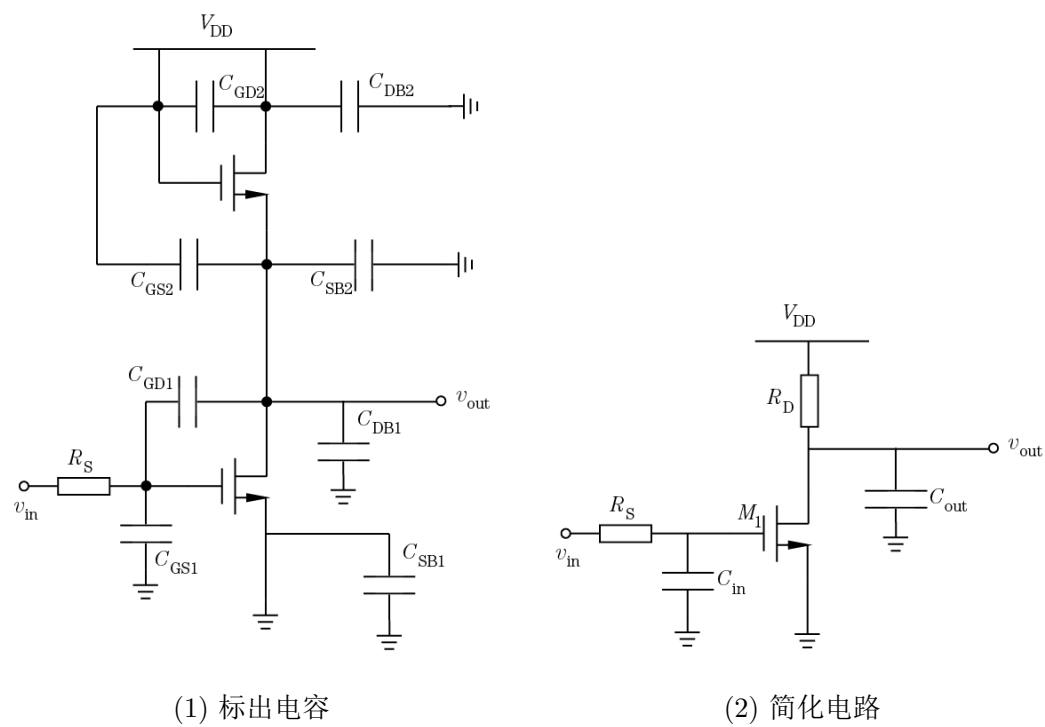 V_DD
C_GD2
C_DB2
C_GS2
C_SB2
C_GD1
v_out
C_DB1
R_S
v_in
C_GS1
C_SB1
(1) 标出电容
V_DD
R_D
v_out
C_out
R_S
M_1
v_in
C_in
(2) 简化电路